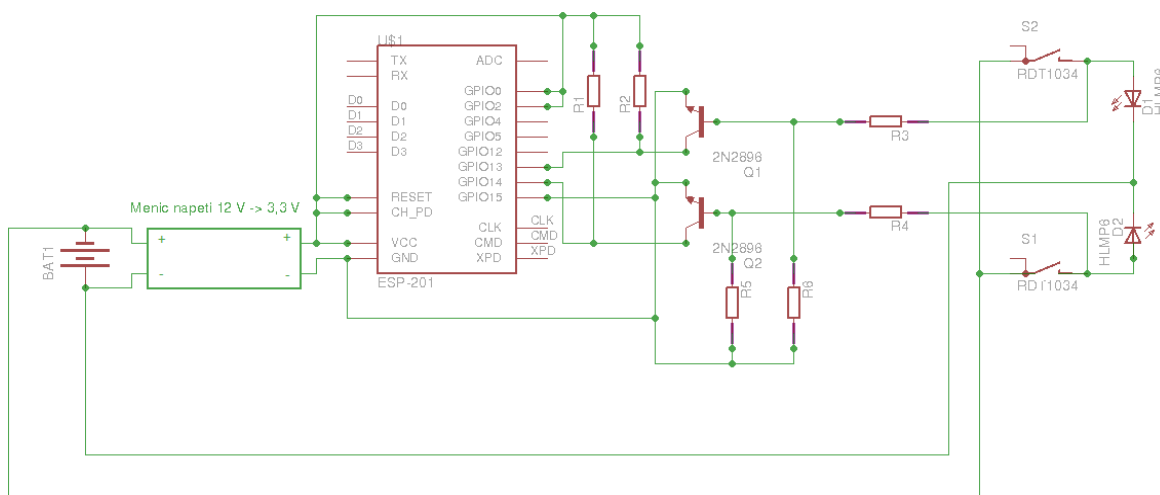 S2
RDT1034
D1
HLMP6
U$1
TX
RX
D0
D0
D1
D1
D2
D2
D3
D3
RESET
CH_PD
VCC
GND
ADC
GPIO0
GPIO2
GPIO4
GPIO5
GPIO12
GPIO13
GPIO14
GPIO15
CLK
CMD
XPD
CLK
CMD
XPD
ESP-201
R1
R2
R3
2N2896
Q1
R4
2N2896
Q2
R5
R6
Menic napeti 12 V -> 3,3 V
+
+
-
-
BAT1
HLMP6
D2
S1
RDT1034